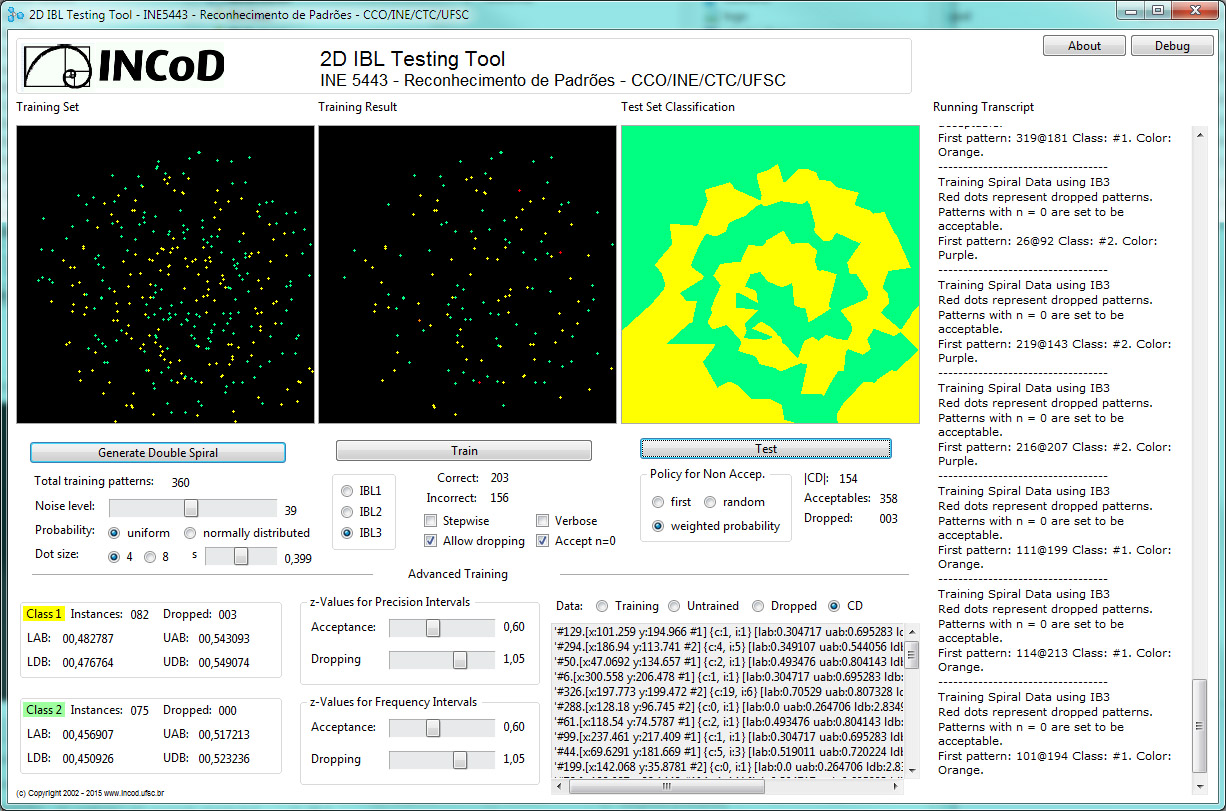 2D IBL Testing Tool - INE5443 - Reconhecimento de Padrões - CCO/INE/CTC/UFSC
INCoD
2D IBL Testing Tool
INE 5443 - Reconhecimento de Padrões - CCO/INE/CTC/UFSC
About
Debug
Training Set
Training Result
Test Set Classification
Running Transcript
acceptable.
First pattern: 319@181 Class: #1. Color:
Orange.
----------------------------------
Training Spiral Data using IB3
Red dots represent dropped patterns.
Patterns with n = 0 are set to be
acceptable.
First pattern: 26@92 Class: #2. Color:
Purple.
----------------------------------
Training Spiral Data using IB3
Red dots represent dropped patterns.
Patterns with n = 0 are set to be
acceptable.
First pattern: 219@143 Class: #2. Color:
Purple.
----------------------------------
Training Spiral Data using IB3
Red dots represent dropped patterns.
Patterns with n = 0 are set to be
acceptable.
First pattern: 216@207 Class: #2. Color:
Purple.
----------------------------------
Training Spiral Data using IB3
Red dots represent dropped patterns.
Patterns with n = 0 are set to be
acceptable.
First pattern: 111@199 Class: #1. Color:
Orange.
----------------------------------
Training Spiral Data using IB3
Red dots represent dropped patterns.
Patterns with n = 0 are set to be
acceptable.
First pattern: 114@213 Class: #1. Color:
Orange.
----------------------------------
Training Spiral Data using IB3
Red dots represent dropped patterns.
Patterns with n = 0 are set to be
acceptable.
First pattern: 101@194 Class: #1. Color:
Orange.
Generate Double Spiral
Total training patterns: 360
Noise level: 39
Probability: uniform normally distributed
Dot size: 4 8 s 0,399
Train
IBL1
IBL2
IBL3
Correct: 203
Incorrect: 156
Stepwise Verbose
Allow dropping Accept n=0
Test
Policy for Non Accep.
first random
weighted probability
|CD|: 154
Acceptables: 358
Dropped: 003
Advanced Training
Class 1 Instances: 082 Dropped: 003
LAB: 00,482787 UAB: 00,543093
LDB: 00,476764 UDB: 00,549074
Class 2 Instances: 075 Dropped: 000
LAB: 00,456907 UAB: 00,517213
LDB: 00,450926 UDB: 00,523236
z-Values for Precision Intervals
Acceptance: 0,60
Dropping 1,05
z-Values for Frequency Intervals
Acceptance: 0,60
Dropping 1,05
Data: Training Untrained Dropped CD
'#129.[x:101.259 y:194.966 #1] {c:1, i:1} [lab:0.304717 uab:0.695283 ldb
'#294.[x:186.94 y:113.741 #2] {c:4, i:5} [lab:0.349107 uab:0.544056 ldb
'#50.[x:47.0692 y:134.657 #1] {c:2, i:1} [lab:0.493476 uab:0.804143 ldb
'#6.[x:300.558 y:206.478 #1] {c:1, i:1} [lab:0.304717 uab:0.695283 ldb:
'#326.[x:197.773 y:199.472 #2] {c:19, i:6} [lab:0.70529 uab:0.807328 ldb
'#288.[x:128.18 y:96.745 #2] {c:0, i:1} [lab:0.0 uab:0.264706 ldb:2.8349
'#61.[x:118.54 y:74.5787 #1] {c:2, i:1} [lab:0.493476 uab:0.804143 ldb:
'#99.[x:237.461 y:217.409 #1] {c:1, i:1} [lab:0.304717 uab:0.695283 ldb
'#44.[x:69.6291 y:181.669 #1] {c:5, i:3} [lab:0.519011 uab:0.720224 ldb
'#199.[x:142.068 y:35.8781 #2] {c:0, i:1} [lab:0.0 uab:0.264706 ldb:2.83
(c) Copyright 2002 - 2015 www.incod.ufsc.br